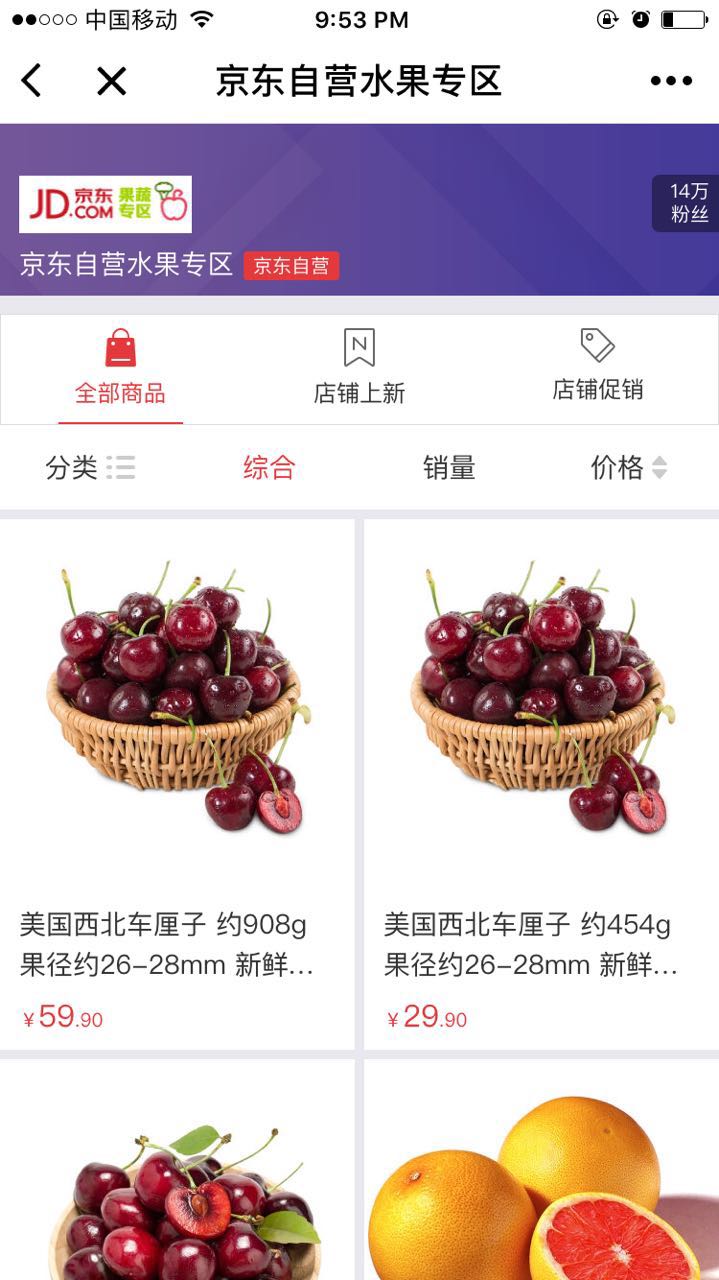 中国移动
9:53 PM
京东自营水果专区
JD.COM 京东 果蔬专区
14万
粉丝
京东自营水果专区 京东自营
N
全部商品 店铺上新 店铺促销
分类 综合 销量 价格
美国西北车厘子 约908g
果径约26-28mm 新鲜...
¥59.90
美国西北车厘子 约454g
果径约26-28mm 新鲜...
¥29.90